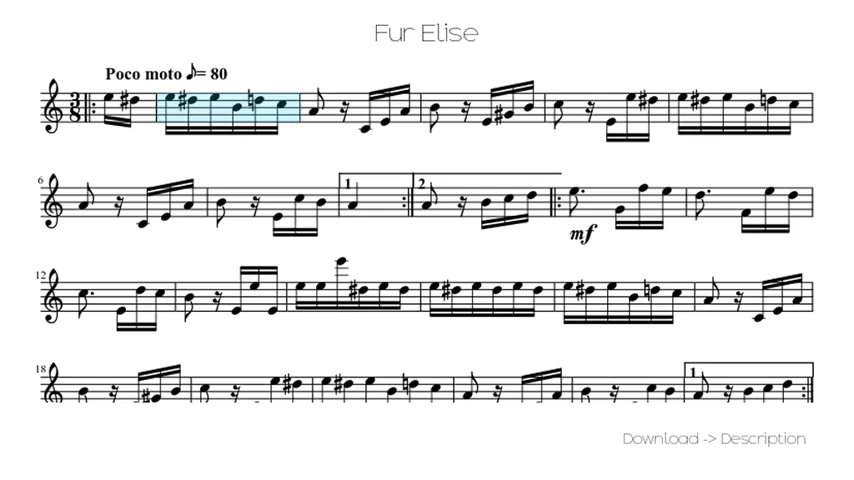 Fur Elise
Poco moto ♪= 80
3
8
6
1
2
mf
12
18
1
Download -> Description